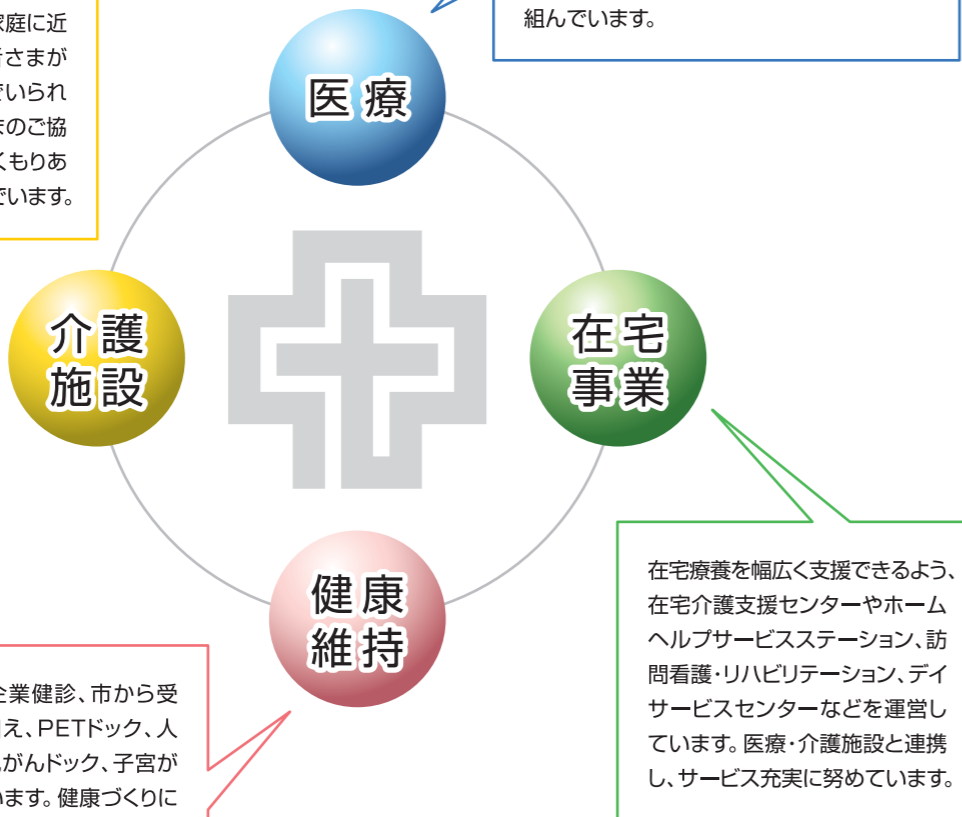 家庭に近
さまが
でいられ
まのご協
くもりあ
でいます。
組んでいます。
医療
介護
施設
在宅
事業
健康
維持
企業健診、市から受
え、PETドック、人
がんドック、子宮が
います。健康づくりに
在宅療養を幅広く支援できるよう、
在宅介護支援センターやホーム
ヘルプサービスステーション、訪
問看護・リハビリテーション、デイ
サービスセンターなどを運営し
ています。医療・介護施設と連携
し、サービス充実に努めています。